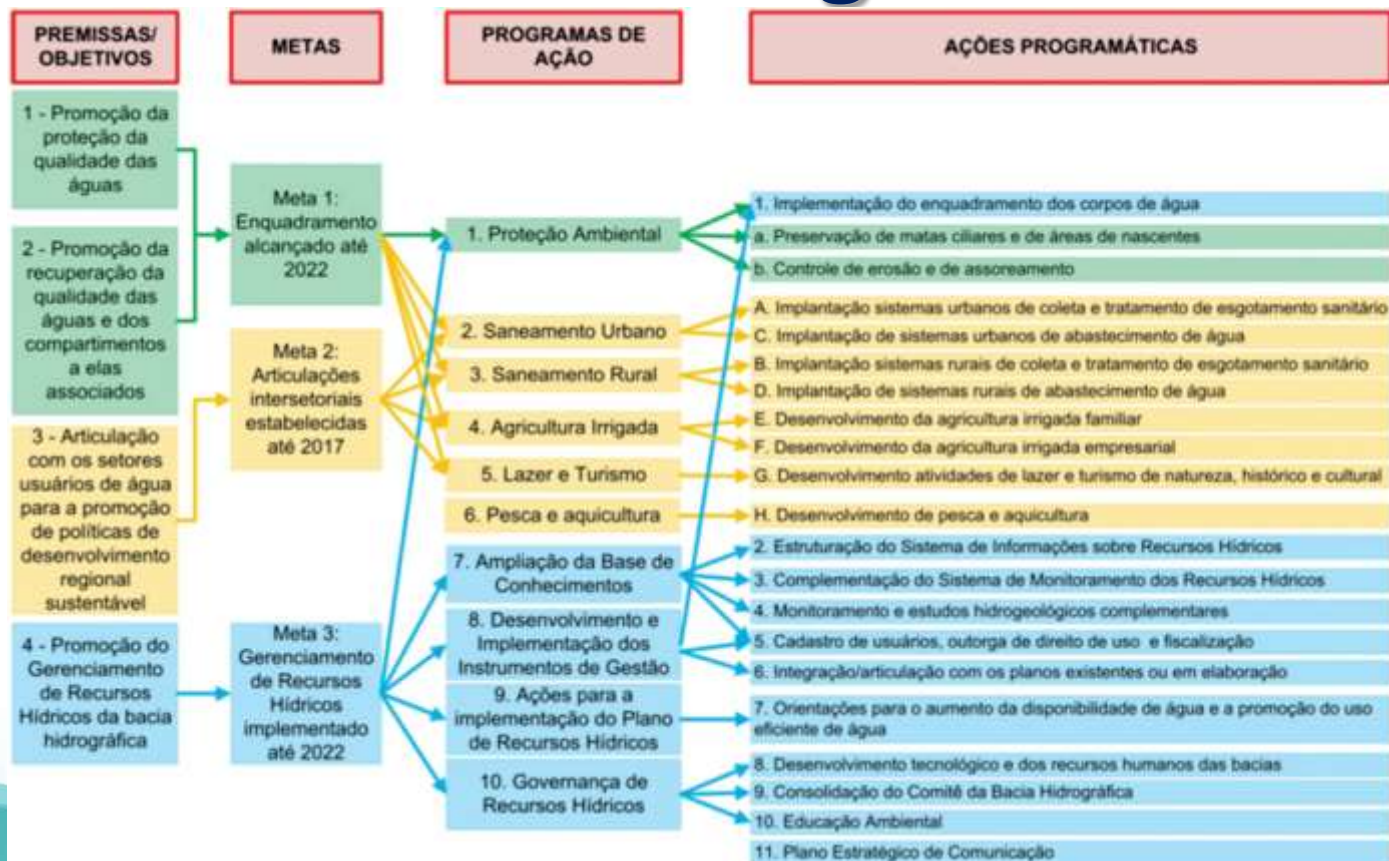 PREMISSAS/
OBJETIVOS
METAS
PROGRAMAS DE
AÇÃO
AÇÕES PROGRAMÁTICAS
1 - Promoção da
proteção da
qualidade das
águas
2 - Promoção da
recuperação da
qualidade das
águas e dos
compartimentos
a elas
associados
3 - Articulação
com os setores
usuários de água
para a promoção
de políticas de
desenvolvimento
regional
sustentável
4 - Promoção do
Gerenciamento
de Recursos
Hídricos da bacia
hidrográfica
Meta 1:
Enquadramento
alcançado até
2022
Meta 2:
Articulações
intersetoriais
estabelecidas
até 2017
Meta 3:
Gerenciamento
de Recursos
Hídricos
implementado
até 2022
1. Proteção Ambiental
2. Saneamento Urbano
3. Saneamento Rural
4. Agricultura Irrigada
5. Lazer e Turismo
6. Pesca e aquicultura
7. Ampliação da Base de
Conhecimentos
8. Desenvolvimento e
Implementação dos
Instrumentos de Gestão
9. Ações para a
implementação do Plano
de Recursos Hídricos
10. Governança de
Recursos Hídricos
1. Implementação do enquadramento dos corpos de água
a. Preservação de matas ciliares e de áreas de nascentes
b. Controle de erosão e de assoreamento
A. Implantação sistemas urbanos de coleta e tratamento de esgotamento sanitário
C. Implantação de sistemas urbanos de abastecimento de água
B. Implantação sistemas rurais de coleta e tratamento de esgotamento sanitário
D. Implantação de sistemas rurais de abastecimento de água
E. Desenvolvimento da agricultura irrigada familiar
F. Desenvolvimento da agricultura irrigada empresarial
G. Desenvolvimento atividades de lazer e turismo de natureza, histórico e cultural
H. Desenvolvimento de pesca e aquicultura
2. Estruturação do Sistema de Informações sobre Recursos Hídricos
3. Complementação do Sistema de Monitoramento dos Recursos Hídricos
4. Monitoramento e estudos hidrogeológicos complementares
5. Cadastro de usuários, outorga de direito de uso e fiscalização
6. Integração/articulação com os planos existentes ou em elaboração
7. Orientações para o aumento da disponibilidade de água e a promoção do uso
eficiente de água
8. Desenvolvimento tecnológico e dos recursos humanos das bacias
9. Consolidação do Comitê da Bacia Hidrográfica
10. Educação Ambiental
11. Plano Estratégico de Comunicação